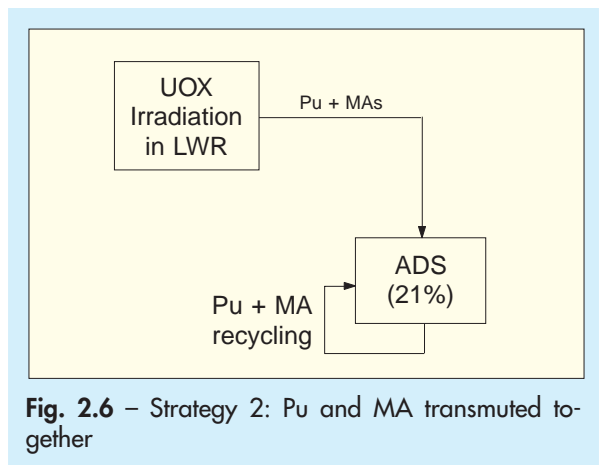 UOX
Irradiation
in LWR
Pu + MAs
ADS
(21%)
Pu + MA
recycling
Fig. 2.6 – Strategy 2: Pu and MA transmuted to-
gether